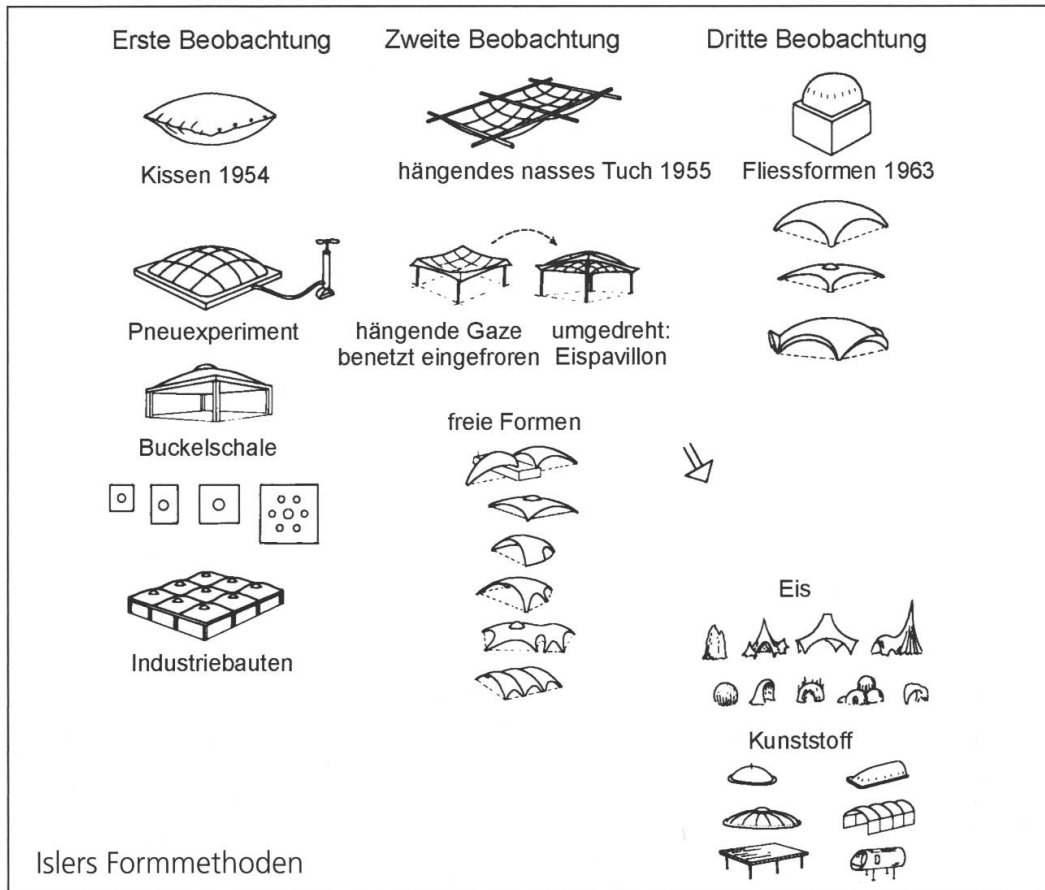 Erste Beobachtung
Kissen 1954
Pneuexperiment
Buckelschale
Industriebauten
Zweite Beobachtung
hängendes nasses Tuch 1955
hängende Gaze
benetzt eingefroren
umgedreht:
Eispavillon
freie Formen
Dritte Beobachtung
Fliessformen 1963
Eis
Kunststoff
Islers Formmethoden